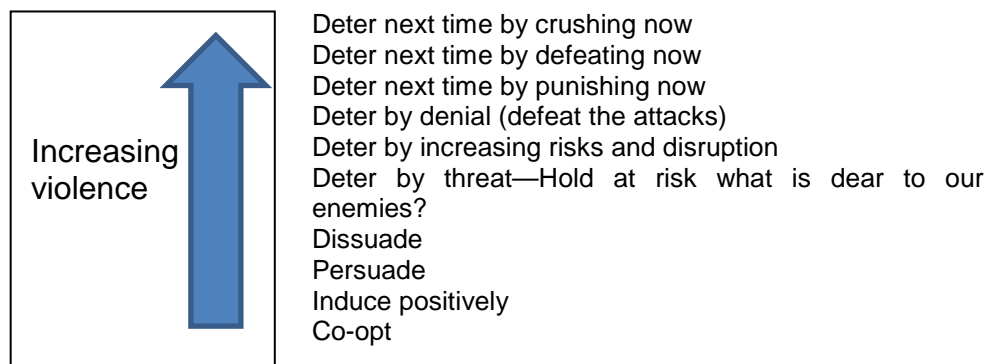 Increasing
violence
Deter next time by crushing now
Deter next time by defeating now
Deter next time by punishing now
Deter by denial (defeat the attacks)
Deter by increasing risks and disruption
Deter by threat—Hold at risk what is dear to our
enemies?
Dissuade
Persuade
Induce positively
Co-opt